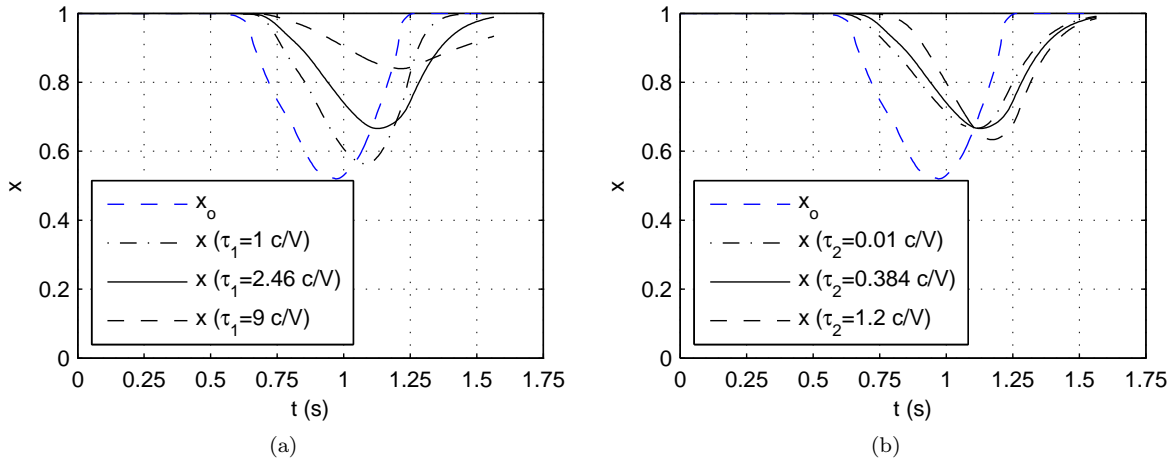 1
0.8
0.6
0.4
0.2
0
x
0 0.25 0.5 0.75 1 1.25 1.5 1.75
t (s)
x_o
x (τ_1=1 c/V)
x (τ_1=2.46 c/V)
x (τ_1=9 c/V)
(a)
1
0.8
0.6
0.4
0.2
0
x
0 0.25 0.5 0.75 1 1.25 1.5 1.75
t (s)
x_o
x (τ_2=0.01 c/V)
x (τ_2=0.384 c/V)
x (τ_2=1.2 c/V)
(b)